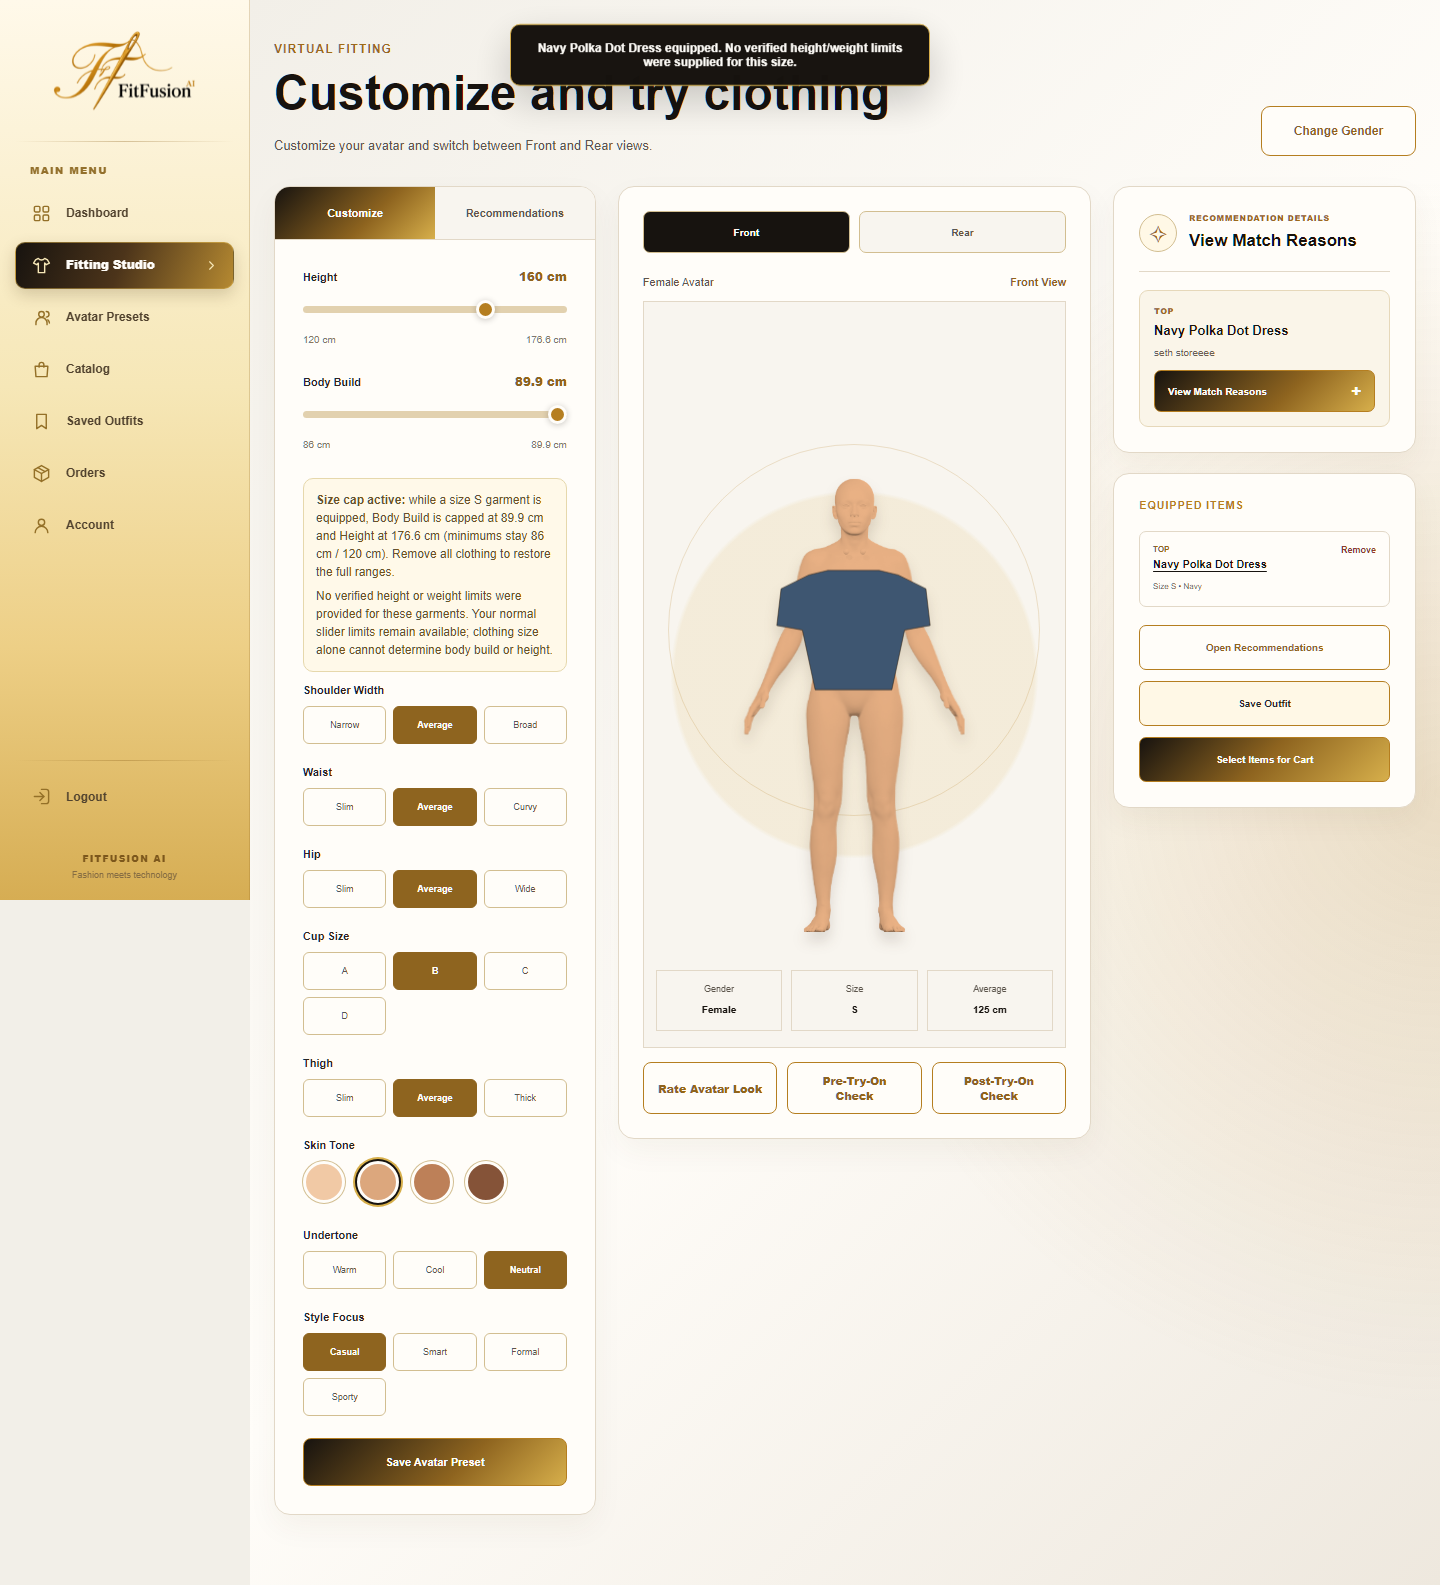 FitFusion AI
MAIN MENU
Dashboard
Fitting Studio
Avatar Presets
Catalog
Saved Outfits
Orders
Account
Logout
FITFUSION AI
Fashion meets technology
VIRTUAL FITTING
Customize and try clothing
Customize your avatar and switch between Front and Rear views.
Navy Polka Dot Dress equipped. No verified height/weight limits
were supplied for this size.
Change Gender
Customize
Recommendations
Height
160 cm
120 cm
176.6 cm
Body Build
89.9 cm
86 cm
89.9 cm
Size cap active: while a size S garment is
equipped, Body Build is capped at 89.9 cm
and Height at 176.6 cm (minimums stay 86
cm / 120 cm). Remove all clothing to restore
the full ranges.
No verified height or weight limits were
provided for these garments. Your normal
slider limits remain available; clothing size
alone cannot determine body build or height.
Shoulder Width
Narrow
Average
Broad
Waist
Slim
Average
Curvy
Hip
Slim
Average
Wide
Cup Size
A
B
C
D
Thigh
Slim
Average
Thick
Skin Tone
Undertone
Warm
Cool
Neutral
Style Focus
Casual
Smart
Formal
Sporty
Save Avatar Preset
Front
Rear
Female Avatar
Front View
Gender
Female
Size
S
Average
125 cm
Rate Avatar Look
Pre-Try-On
Check
Post-Try-On
Check
RECOMMENDATION DETAILS
View Match Reasons
TOP
Navy Polka Dot Dress
seth storeeee
View Match Reasons +
EQUIPPED ITEMS
TOP
Remove
Navy Polka Dot Dress
Size S • Navy
Open Recommendations
Save Outfit
Select Items for Cart